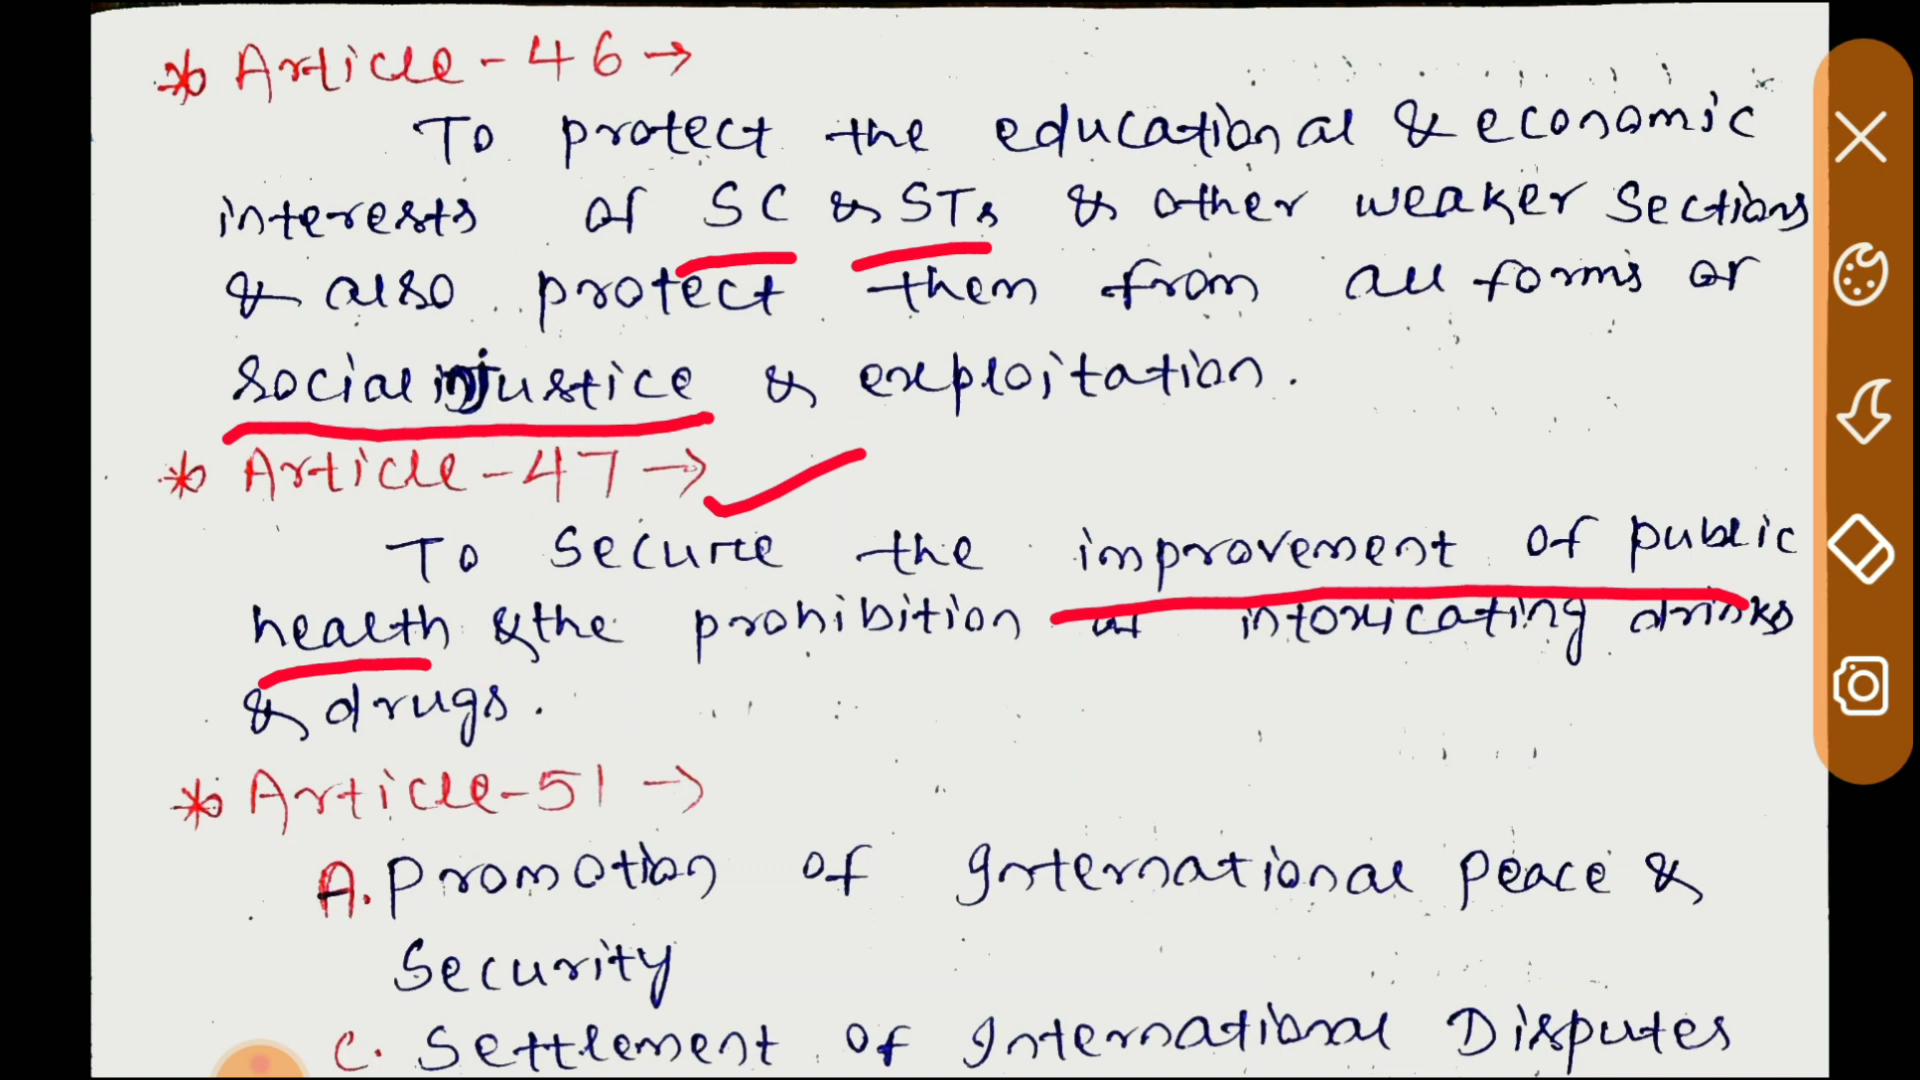 * Article-46 →
To protect the educational & economic
interests of SC & STs & other weaker sections
& also protect them from all forms of
social injustice & exploitation.
* Article-47 →
To secure the improvement of public
health & the prohibition of intoxicating drinks
& drugs.
* Article-51 →
A. Promotion of International Peace &
Security
C. Settlement of International Disputes